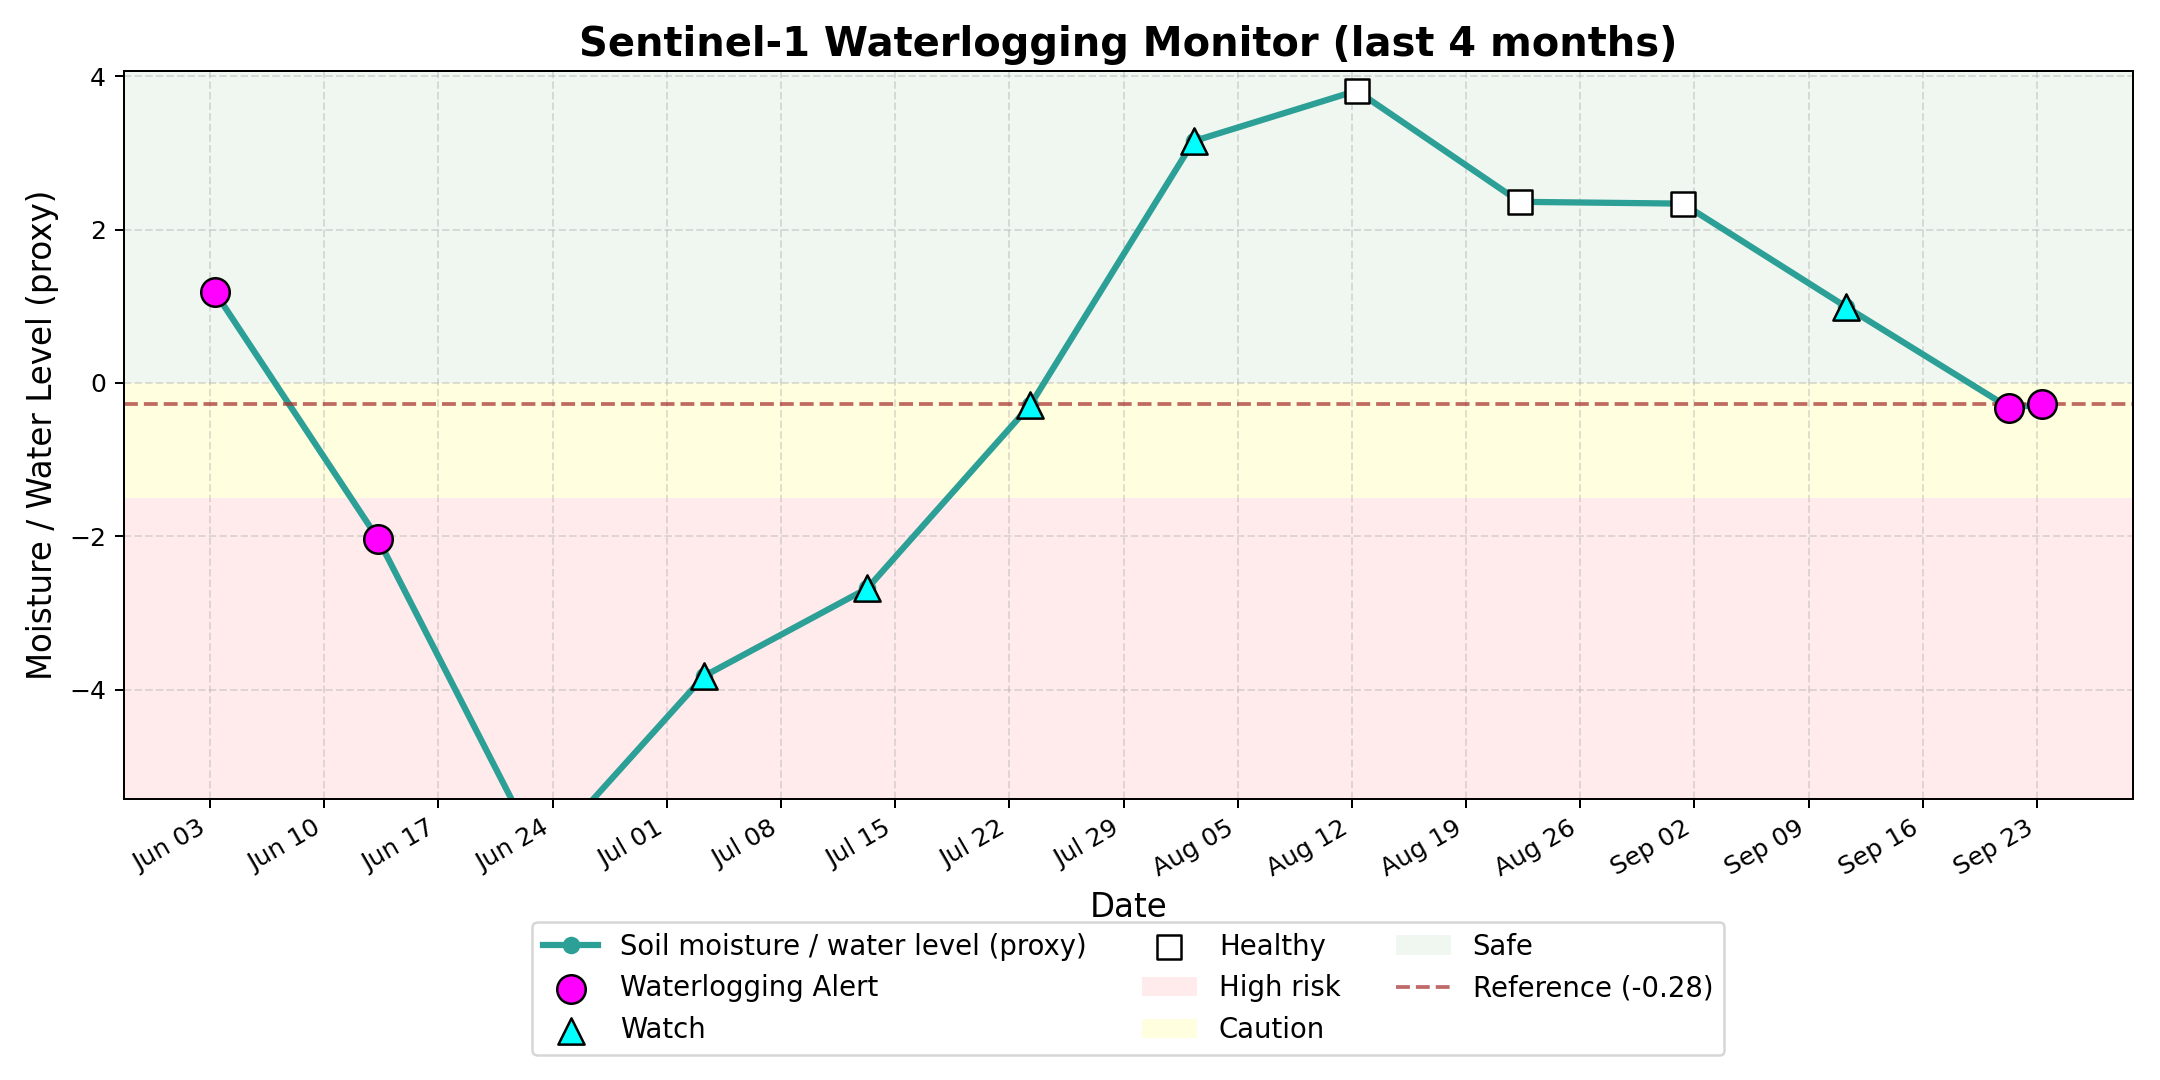 Sentinel-1 Waterlogging Monitor (last 4 months)
Moisture / Water Level (proxy)
4
2
0
−2
−4
Jun 03
Jun 10
Jun 17
Jun 24
Jul 01
Jul 08
Jul 15
Jul 22
Jul 29
Aug 05
Aug 12
Aug 19
Aug 26
Sep 02
Sep 09
Sep 16
Sep 23
Date
Soil moisture / water level (proxy)
Waterlogging Alert
Watch
Healthy
High risk
Caution
Safe
Reference (-0.28)